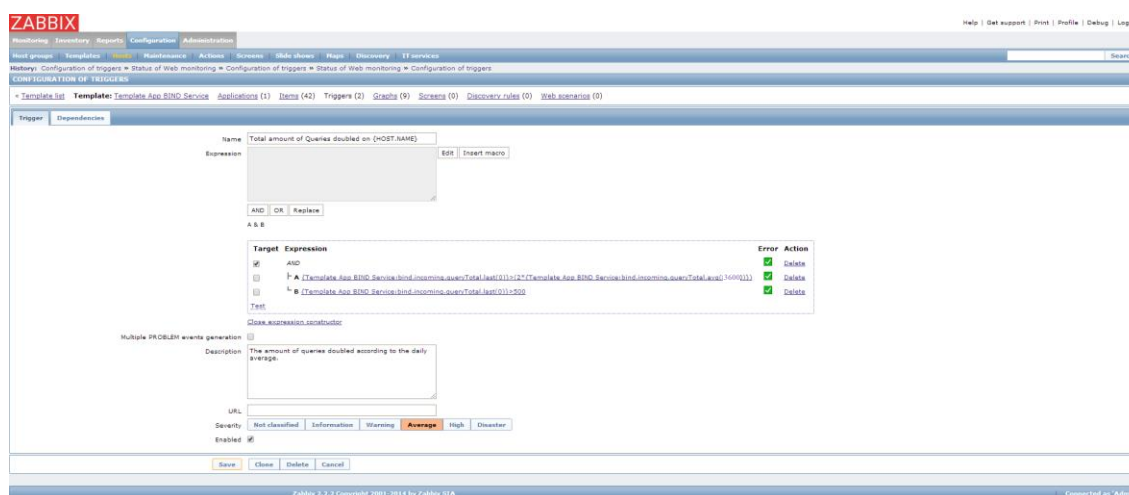 ZABBIX
Help | Get support | Print | Profile | Debug | Log
Monitoring Inventory Reports Configuration Administration
Host groups Templates Hosts Maintenance Actions Screens Slide shows Maps Discovery IT services
Sear
History: Configuration of triggers » Status of Web monitoring » Configuration of triggers » Status of Web monitoring » Configuration of triggers
CONFIGURATION OF TRIGGERS
« Template list Template: Template App BIND Service Applications (1) Items (42) Triggers (2) Graphs (9) Screens (0) Discovery rules (0) Web scenarios (0)
Trigger Dependencies
Name Total amount of Queries doubled on {HOST.NAME}
Expression
Edit Insert macro
AND OR Replace
A & B
Target Expression Error Action
AND Delete
A {Template App BIND Service:bind.incoming.queryTotal.last(0)}>(2*{Template App BIND Service:bind.incoming.queryTotal.avg(13600)}) Delete
B {Template App BIND Service:bind.incoming.queryTotal.last(0)}>500 Delete
Test
Close expression constructor
Multiple PROBLEM events generation
Description The amount of queries doubled according to the daily
average.
URL
Severity Not classified Information Warning Average High Disaster
Enabled
Save Clone Delete Cancel
Zabbix 2.2.2 Copyright 2001-2014 by Zabbix SIA
Connected as 'Adm